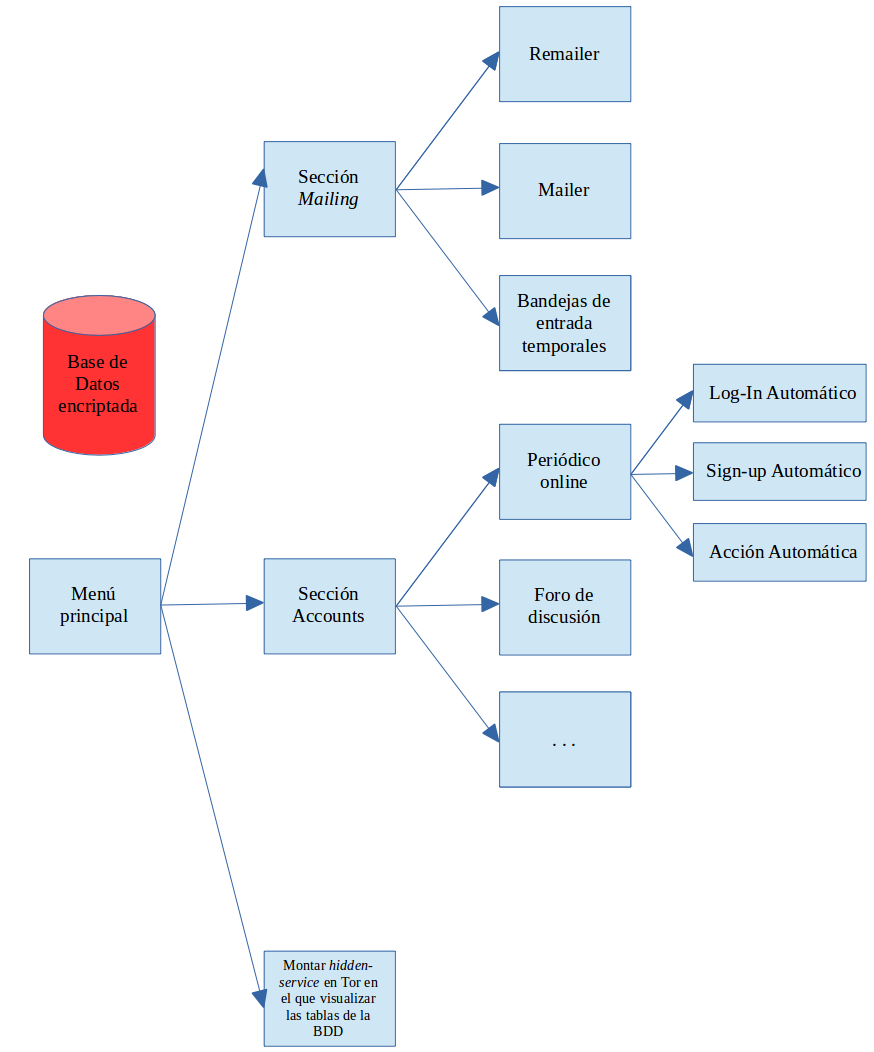 Remailer
Sección
Mailing
Mailer
Bandejas de
entrada
temporales
Base de
Datos
encriptada
Log-In Automático
Periódico
online
Sign-up Automático
Acción Automática
Menú
principal
Sección
Accounts
Foro de
discusión
. . .
Montar hidden-
service en Tor en
el que visualizar
las tablas de la
BDD